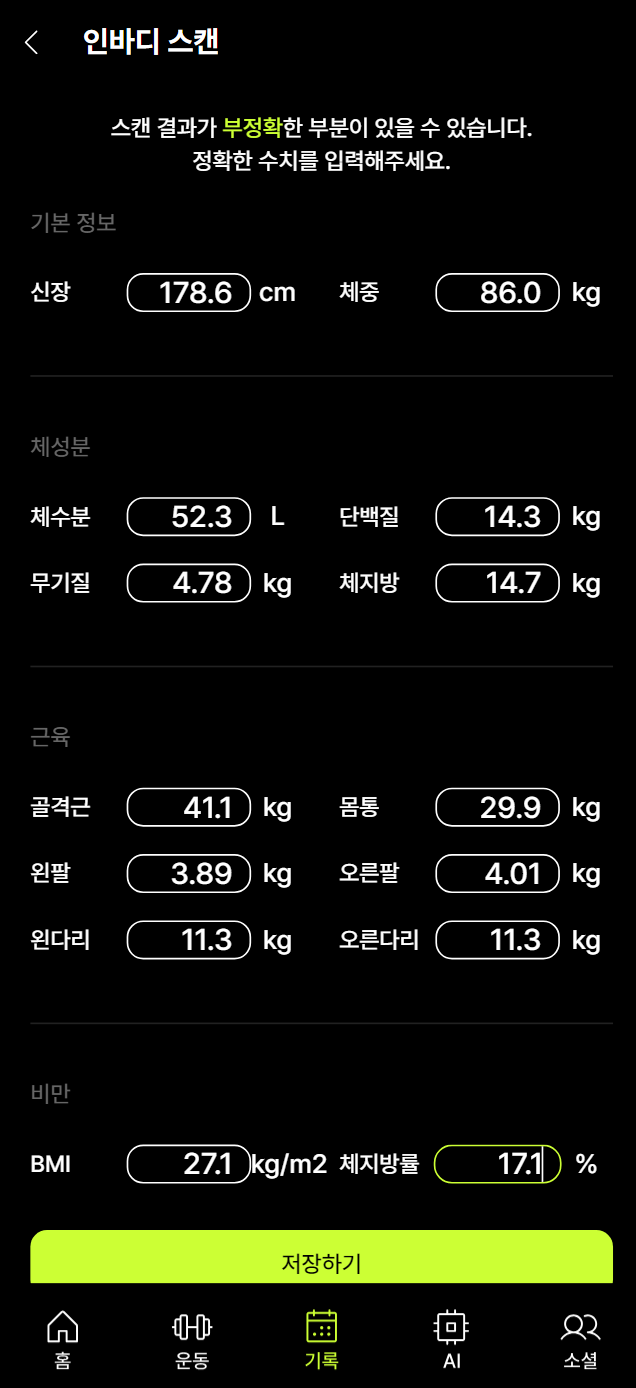 인바디 스캔
스캔 결과가 부정확한 부분이 있을 수 있습니다.
정확한 수치를 입력해주세요.
기본 정보
신장 178.6 cm 체중 86.0 kg
체성분
체수분 52.3 L 단백질 14.3 kg
무기질 4.78 kg 체지방 14.7 kg
근육
골격근 41.1 kg 몸통 29.9 kg
왼팔 3.89 kg 오른팔 4.01 kg
왼다리 11.3 kg 오른다리 11.3 kg
비만
BMI 27.1 kg/m2 체지방률 17.1 %
저장하기
홈 운동 기록 AI 소셜